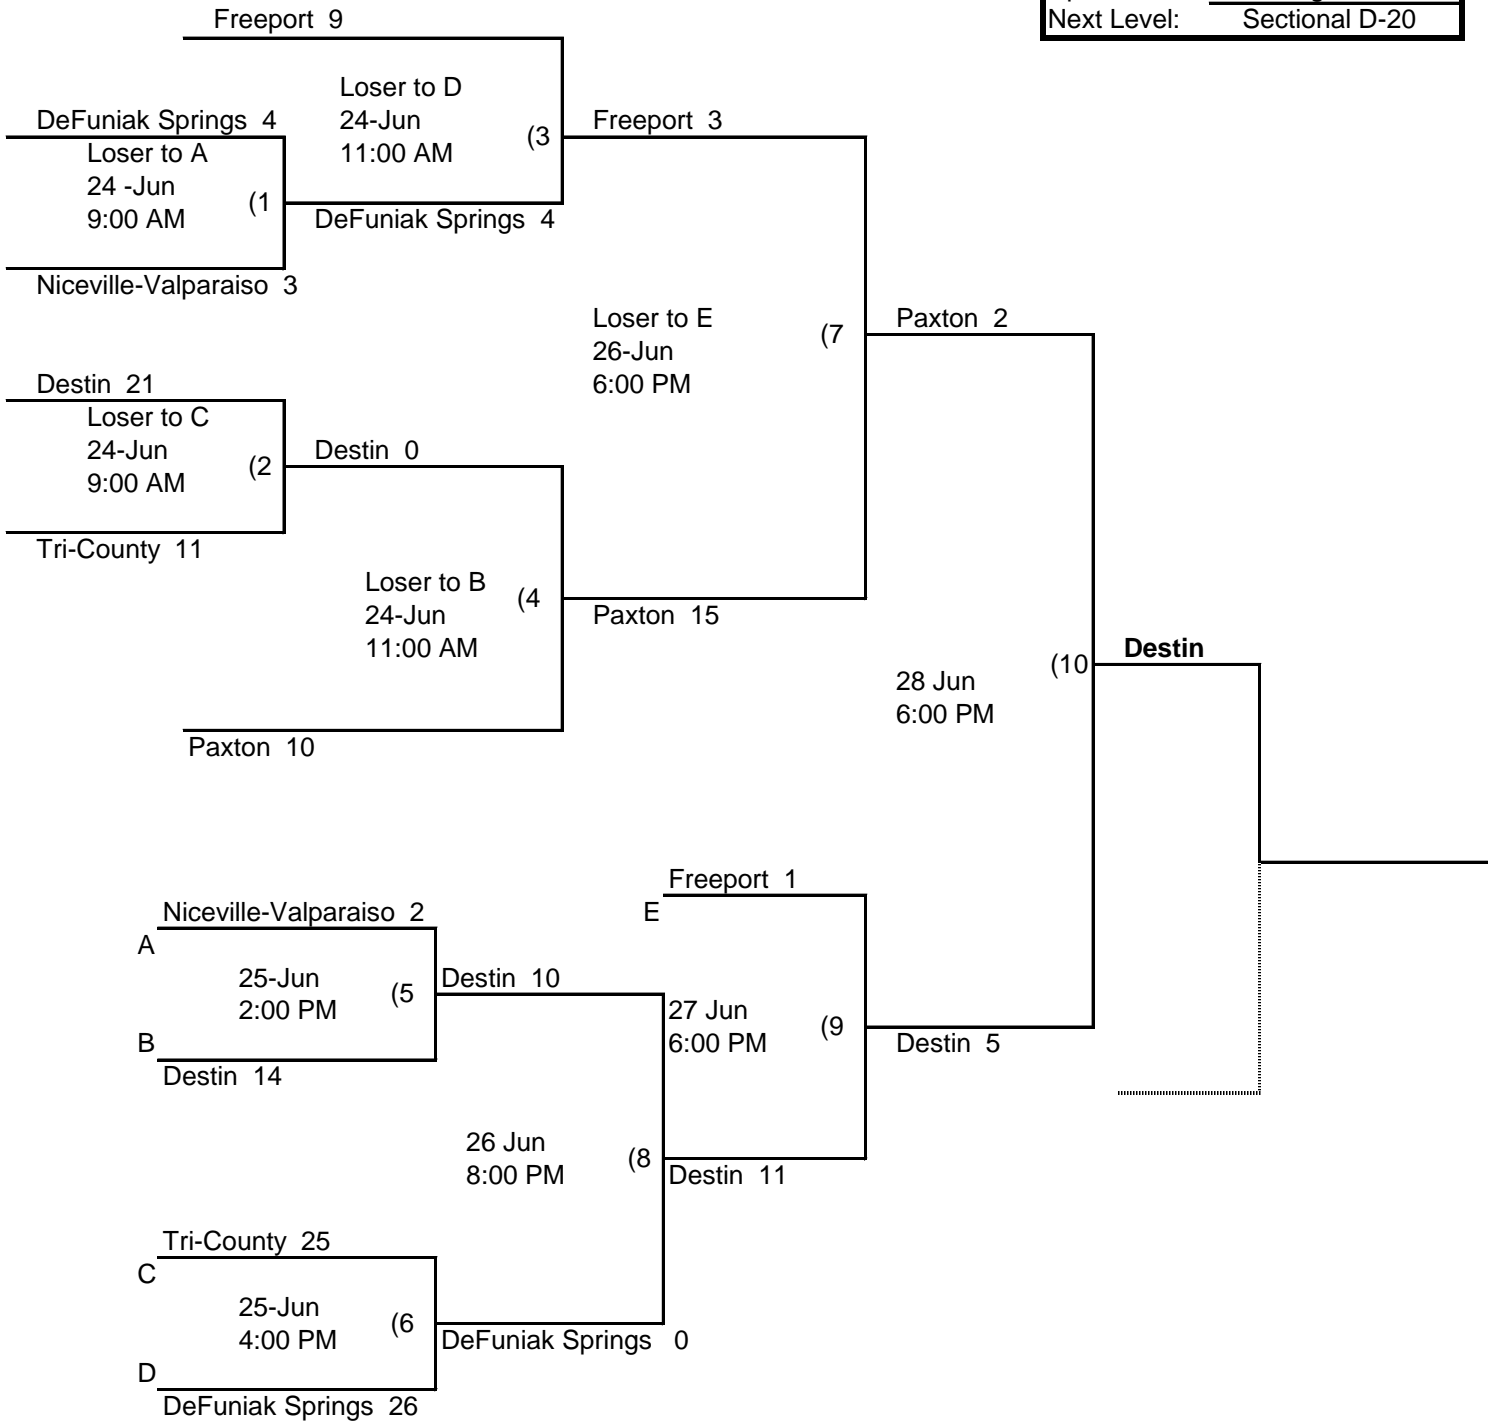 Freeport 9
Next Level: Sectional D-20
Loser to D
24-Jun
11:00 AM
(3
DeFuniak Springs 4
Loser to A
24 -Jun
9:00 AM
(1
Freeport 3
DeFuniak Springs 4
Niceville-Valparaiso 3
Loser to E
26-Jun
6:00 PM
(7
Paxton 2
Destin 21
Loser to C
24-Jun
9:00 AM
(2
Destin 0
Tri-County 11
Loser to B
24-Jun
11:00 AM
(4
Paxton 15
Paxton 10
28 Jun
6:00 PM
(10
Destin
Freeport 1
E
Niceville-Valparaiso 2
A
25-Jun
2:00 PM
(5
Destin 10
B
Destin 14
27 Jun
6:00 PM
(9
Destin 5
26 Jun
8:00 PM
(8
Destin 11
Tri-County 25
C
25-Jun
4:00 PM
(6
DeFuniak Springs 0
D
DeFuniak Springs 26